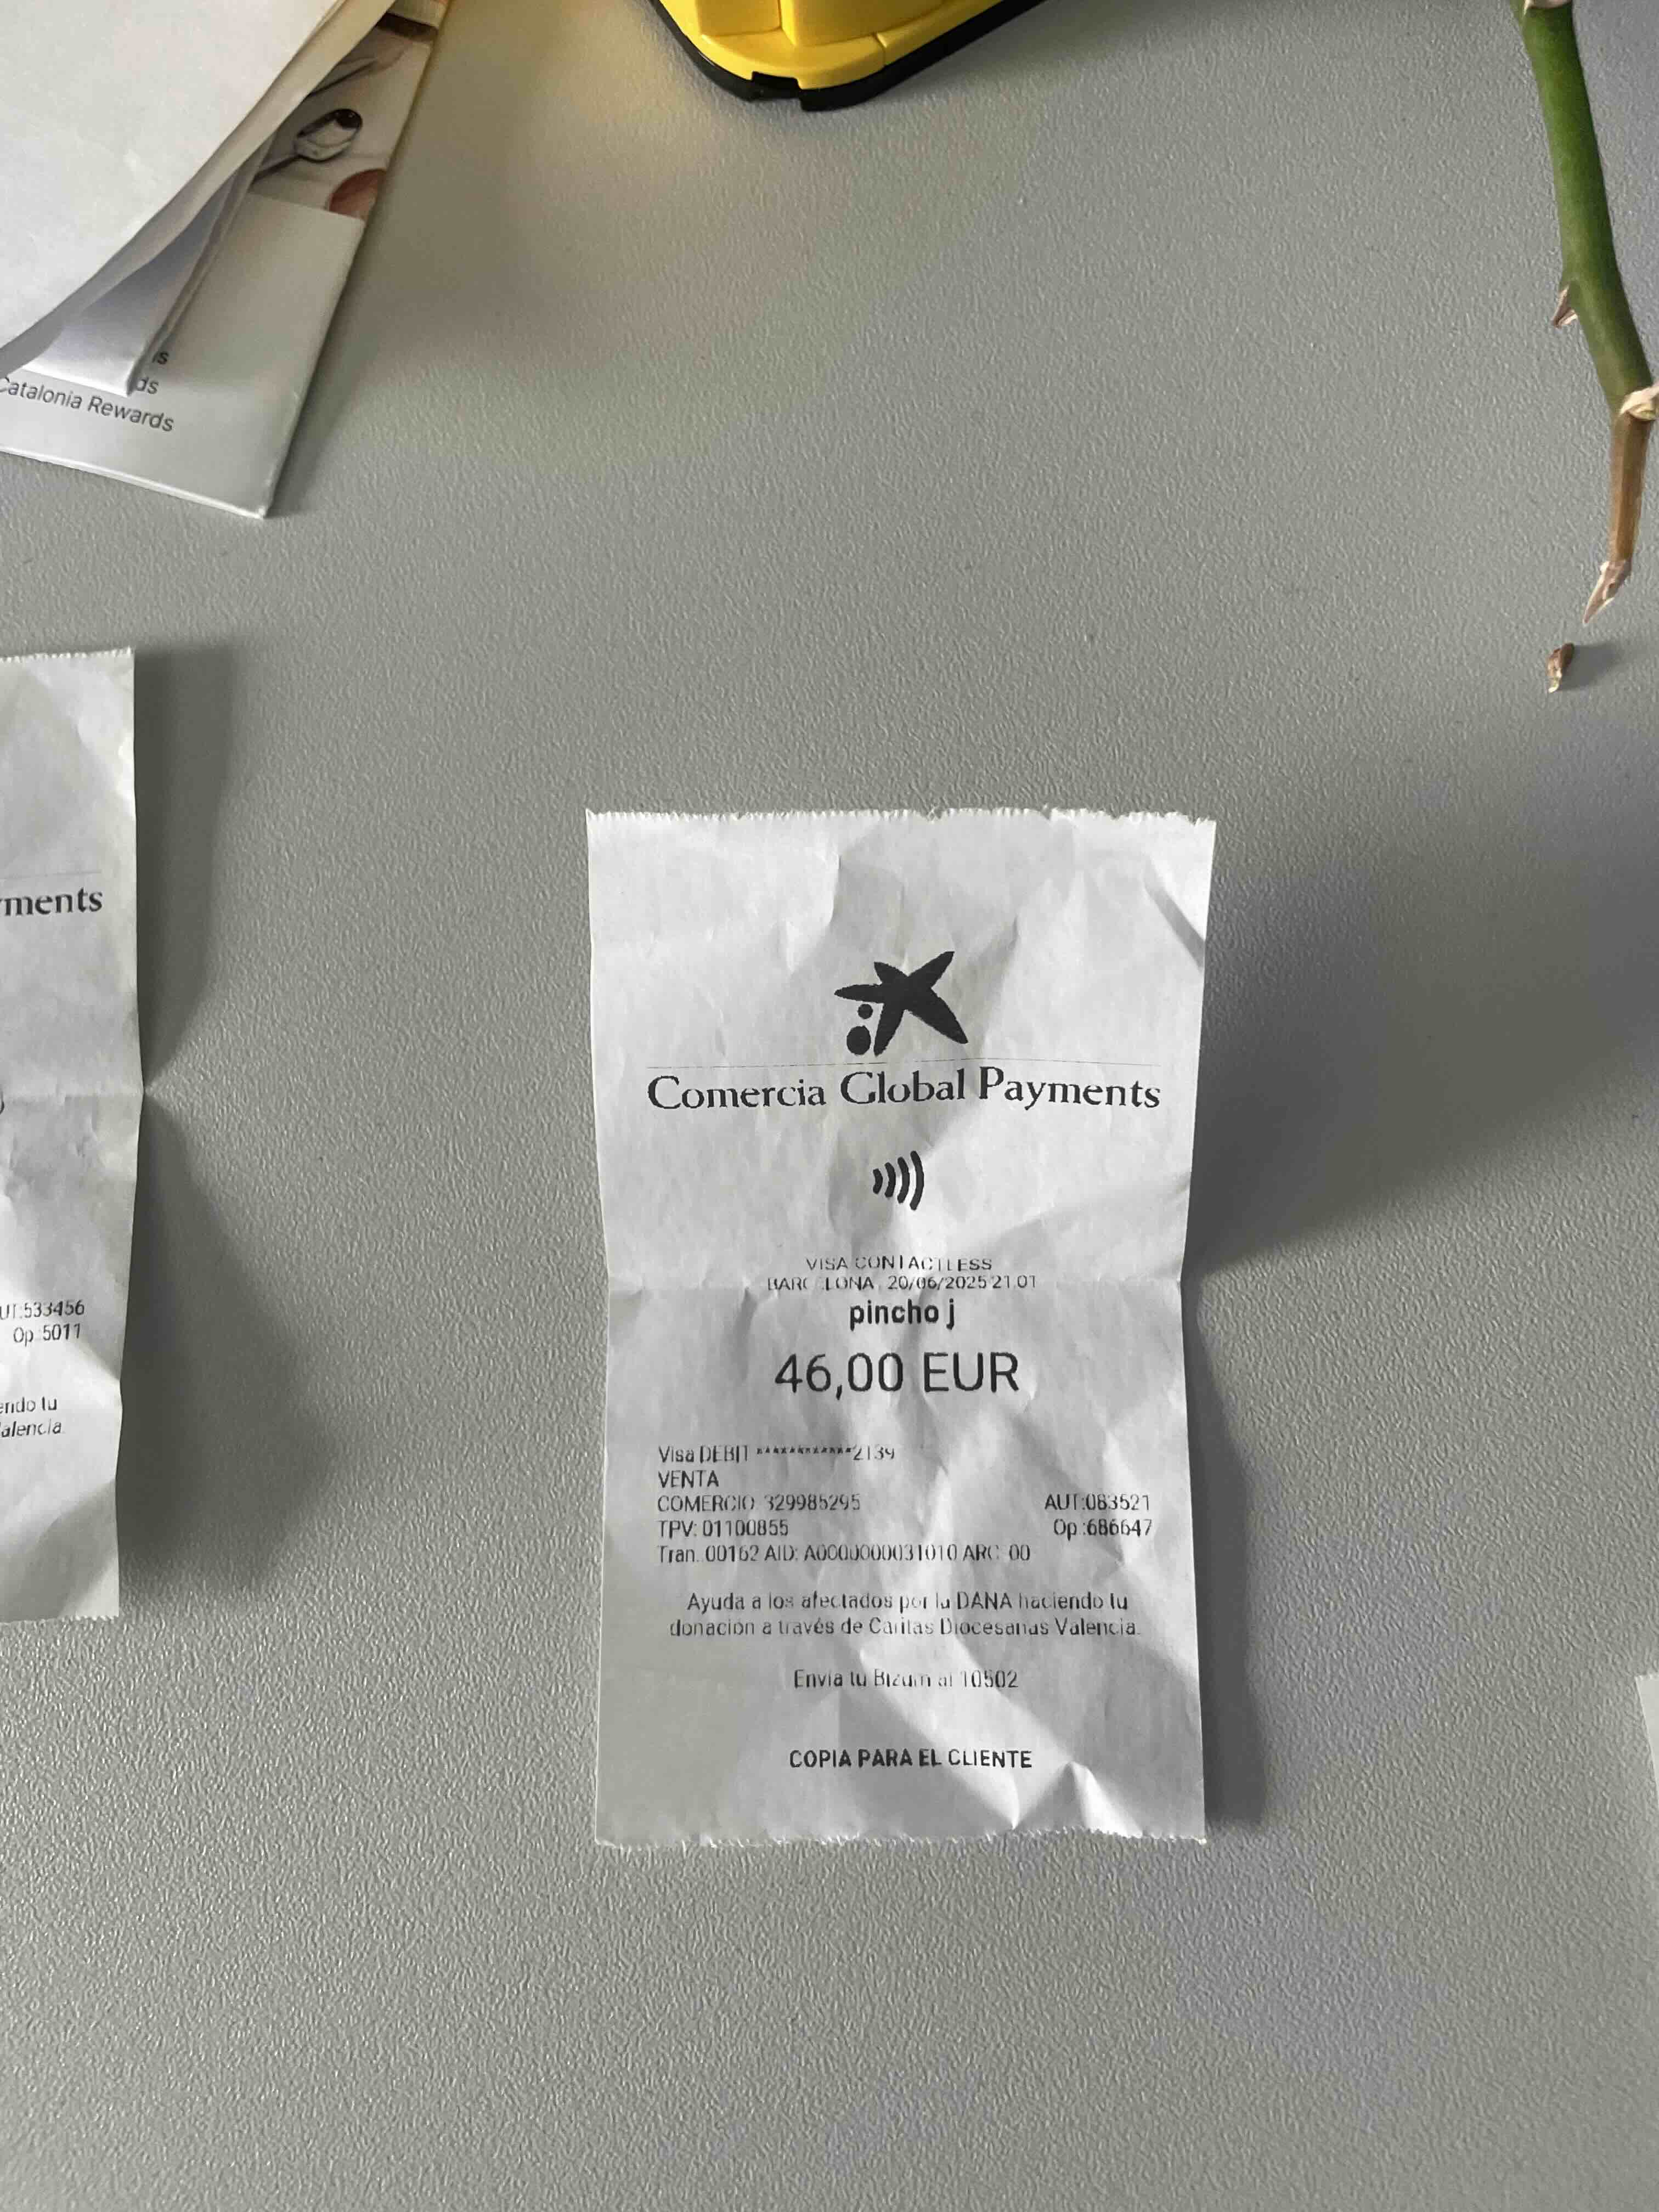 ds
Catalonia Rewards
ments
533456
Op:5011
endo tu
alencia.
Comercia Global Payments
VISA CONTACTLESS
BARCELONA, 20/06/2025 21:01
pincho j
46,00 EUR
Visa DEBIT ************2139
VENTA
COMERCIO: 329985295 AUT:083521
TPV: 01100855 Op.:686647
Tran. 00162 AID: A0000000031010 ARC: 00
Ayuda a los afectados por la DANA haciendo tu
donación a través de Caritas Diocesanas Valencia.
Envía tu Bizum al 10502
COPIA PARA EL CLIENTE